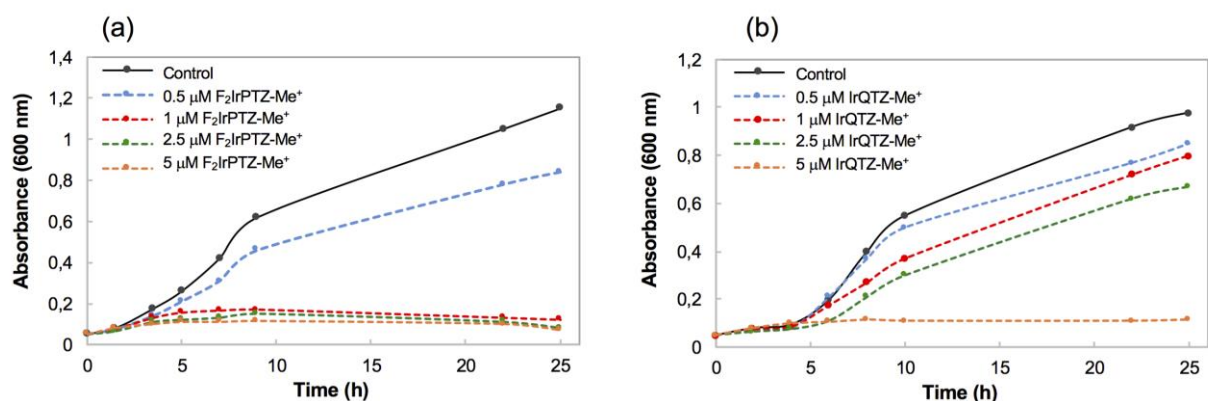 (a)
1,4
1,2
1
0,8
0,6
0,4
0,2
0
Absorbance (600 nm)
Control
0.5 µM F₂IrPTZ-Me⁺
1 µM F₂IrPTZ-Me⁺
2.5 µM F₂IrPTZ-Me⁺
5 µM F₂IrPTZ-Me⁺
0 5 10 15 20 25
Time (h)
(b)
1,2
1
0,8
0,6
0,4
0,2
0
Absorbance (600 nm)
Control
0.5 µM IrQTZ-Me⁺
1 µM IrQTZ-Me⁺
2.5 µM IrQTZ-Me⁺
5 µM IrQTZ-Me⁺
0 5 10 15 20 25
Time (h)